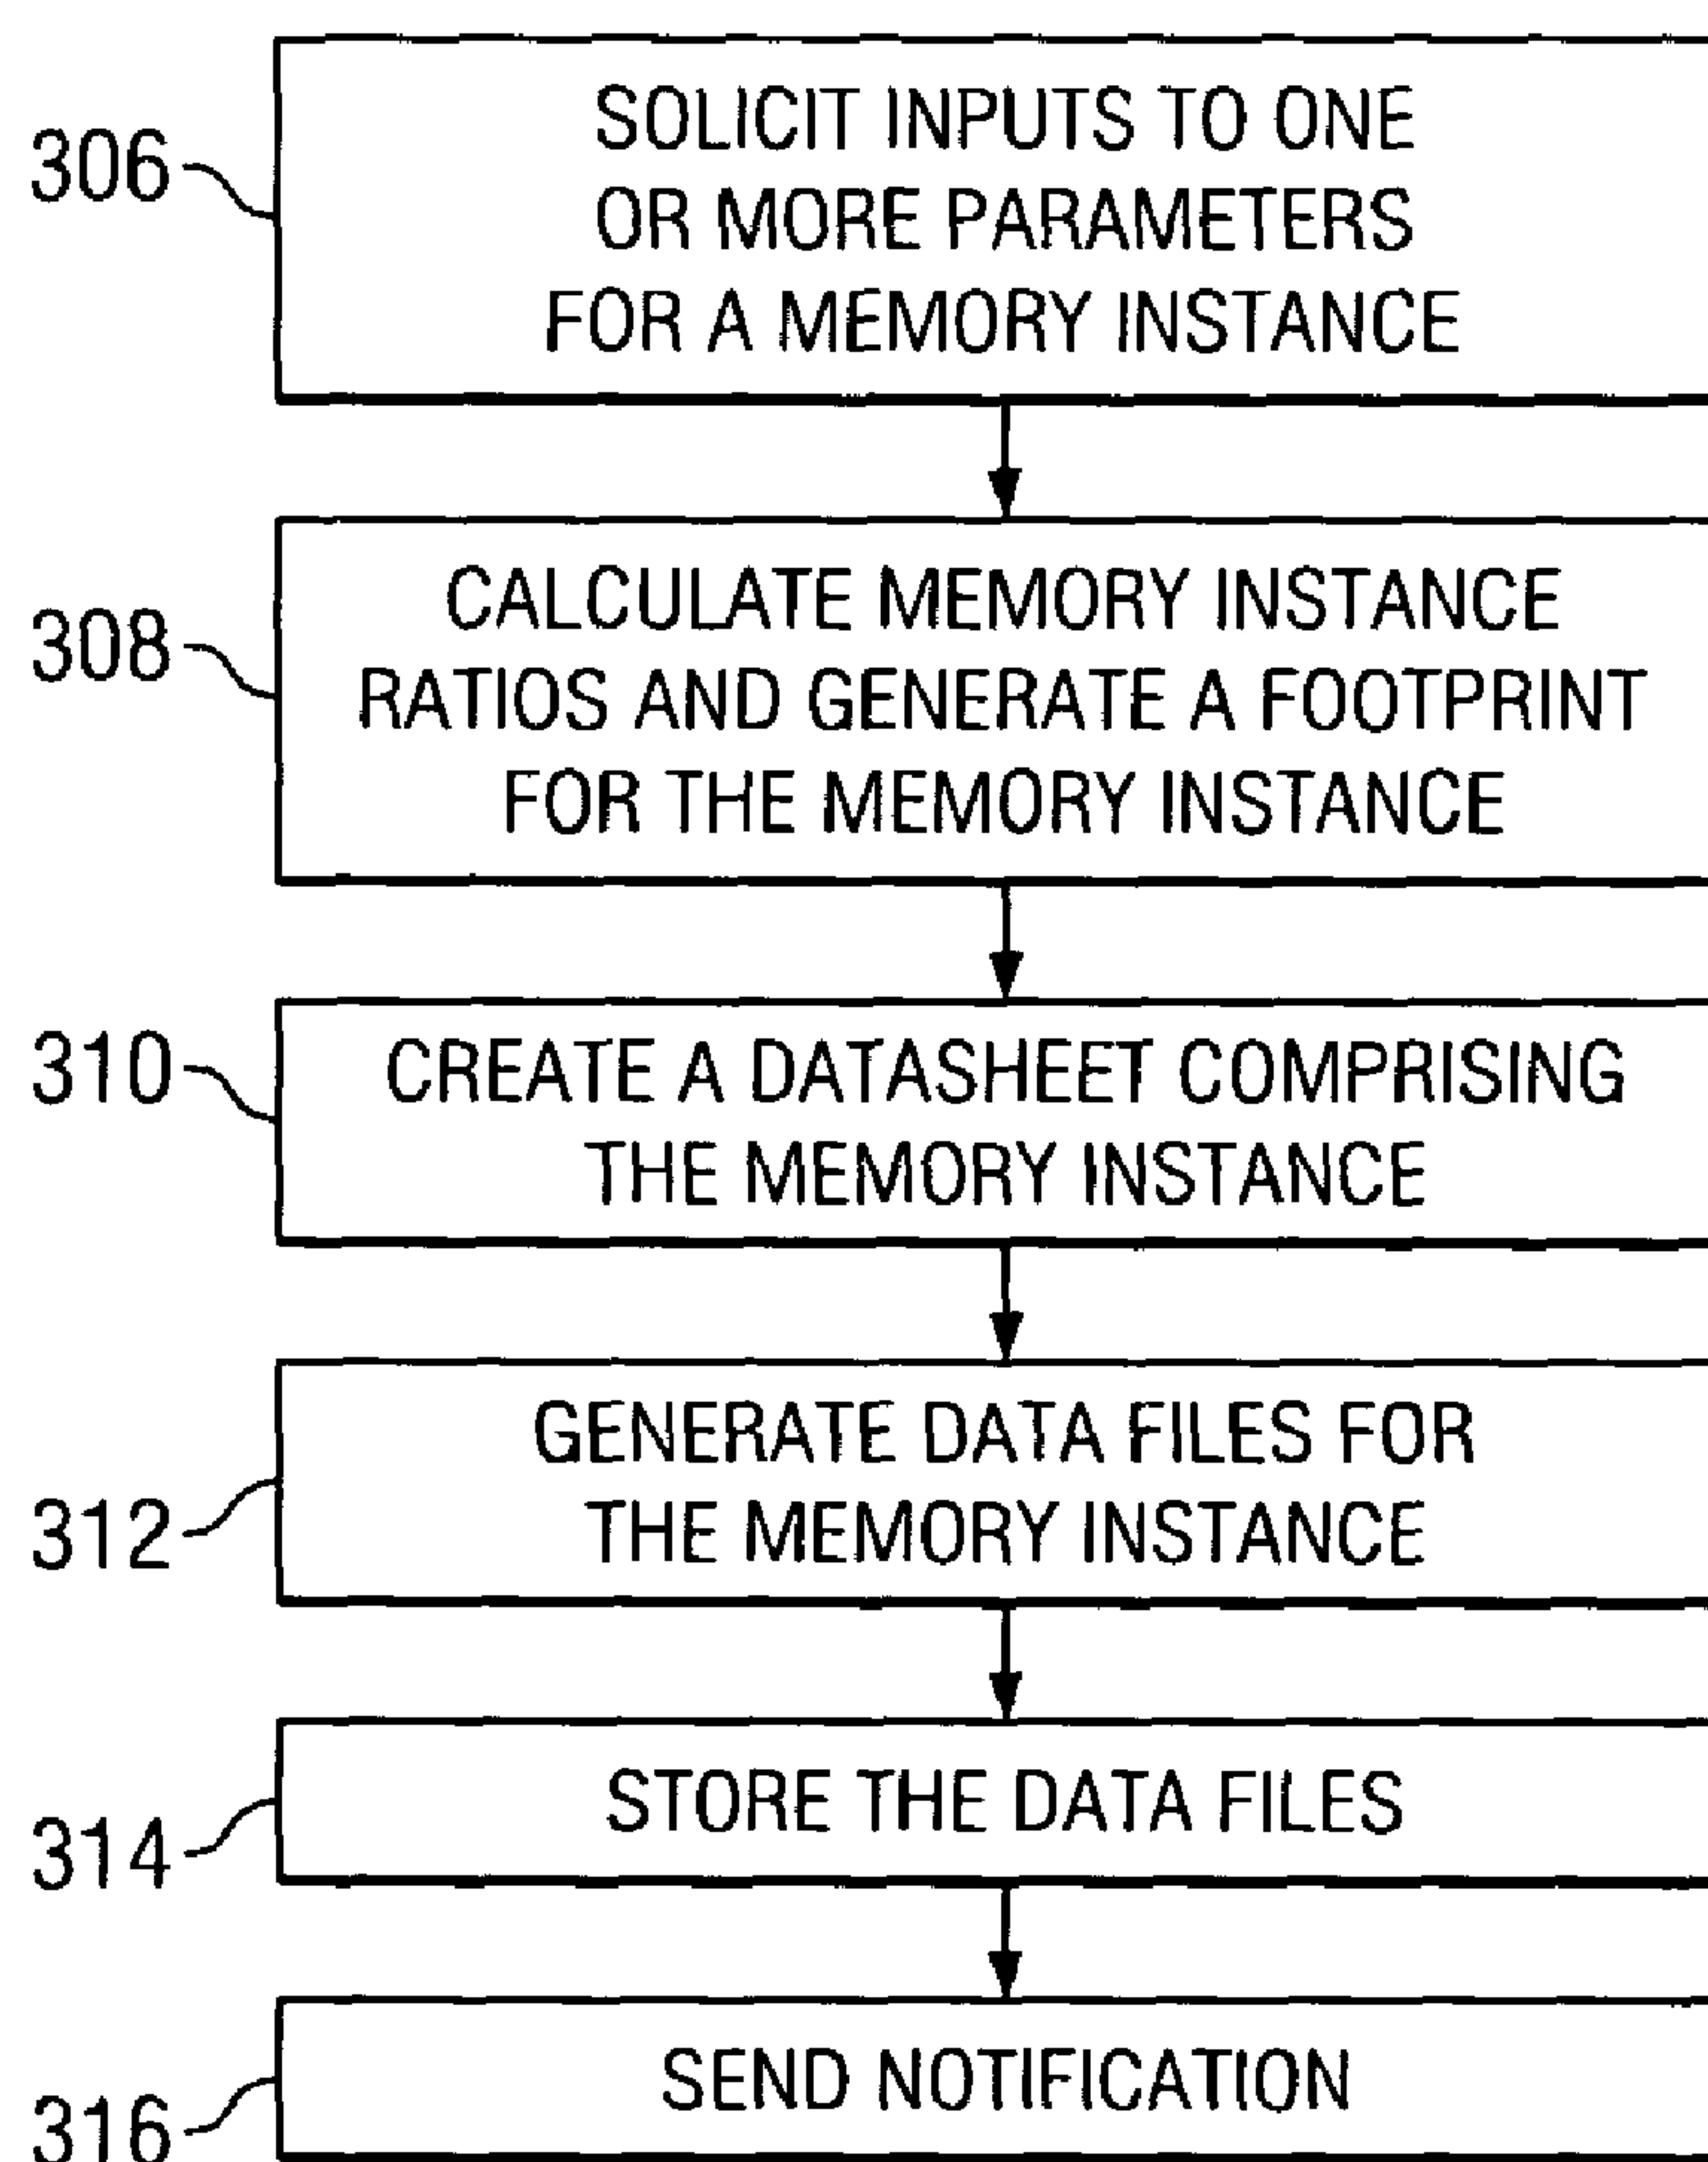 306
SOLICIT INPUTS TO ONE
OR MORE PARAMETERS
FOR A MEMORY INSTANCE
308
CALCULATE MEMORY INSTANCE
RATIOS AND GENERATE A FOOTPRINT
FOR THE MEMORY INSTANCE
310
CREATE A DATASHEET COMPRISING
THE MEMORY INSTANCE
312
GENERATE DATA FILES FOR
THE MEMORY INSTANCE
314
STORE THE DATA FILES
316
SEND NOTIFICATION